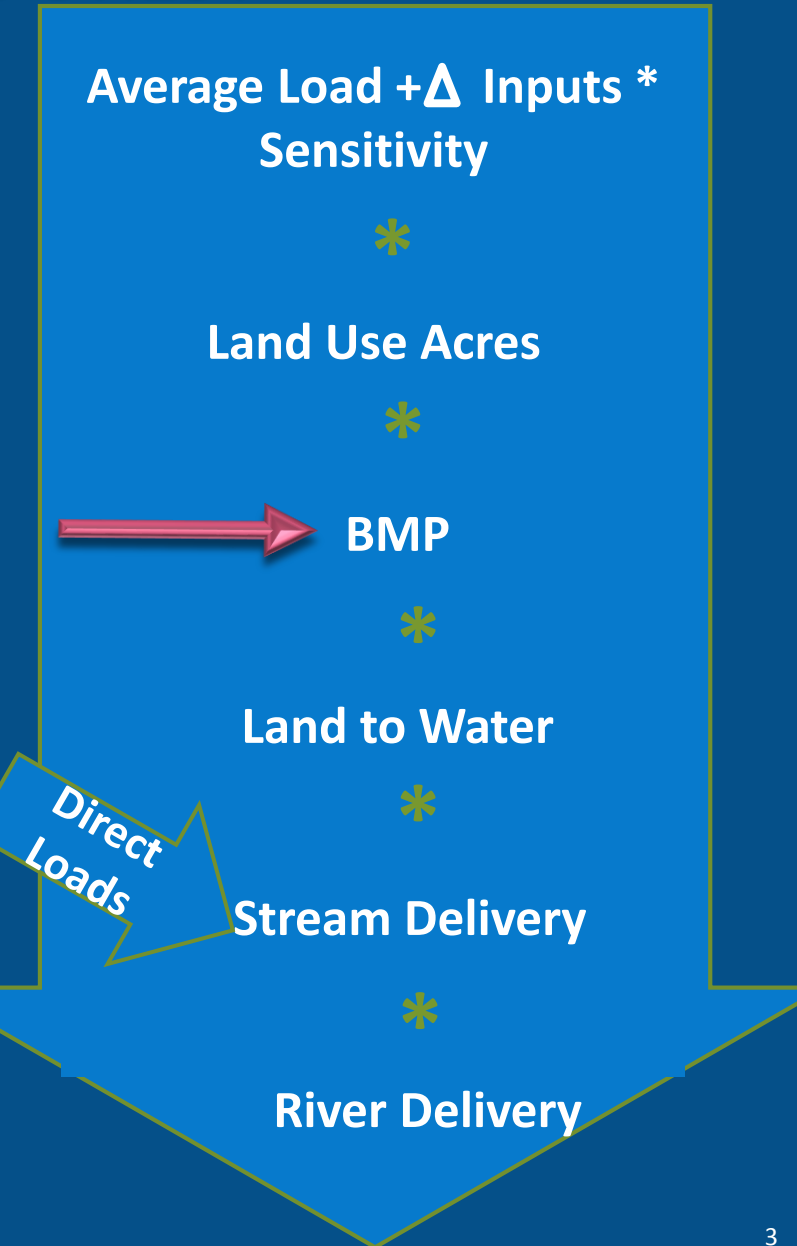 Average Load +Δ Inputs *
Sensitivity
*
Land Use Acres
*
BMP
*
Land to Water
*
Direct
Loads
Stream Delivery
*
River Delivery
3